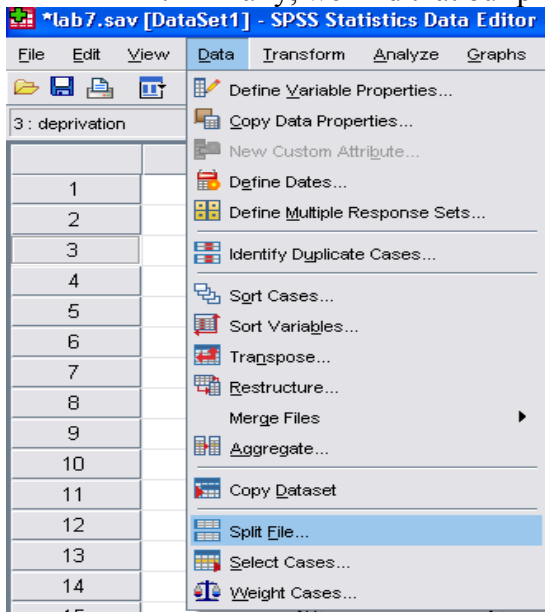 *lab7.sav [DataSet1] - SPSS Statistics Data Editor
File Edit View Data Transform Analyze Graphs
3 : deprivation
Define Variable Properties...
Copy Data Properties...
New Custom Attribute...
Define Dates...
Define Multiple Response Sets...
Identify Duplicate Cases...
Sort Cases...
Sort Variables...
Transpose...
Restructure...
Merge Files
Aggregate...
Copy Dataset
Split File...
Select Cases...
Weight Cases...
1
2
3
4
5
6
7
8
9
10
11
12
13
14